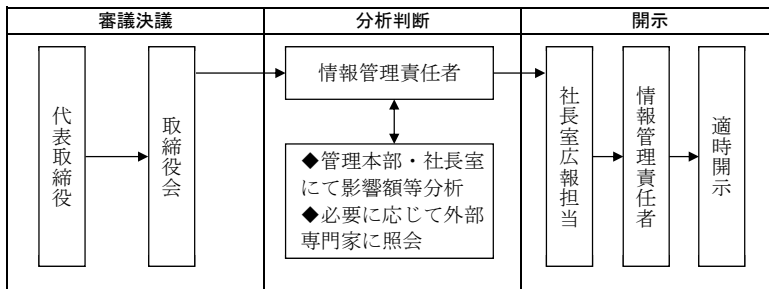 審議決議
分析判断
開示
代表取締役
取締役会
情報管理責任者
◆管理本部・社長室
にて影響額等分析
◆必要に応じて外部
専門家に照会
社長室広報担当
情報管理責任者
適時開示